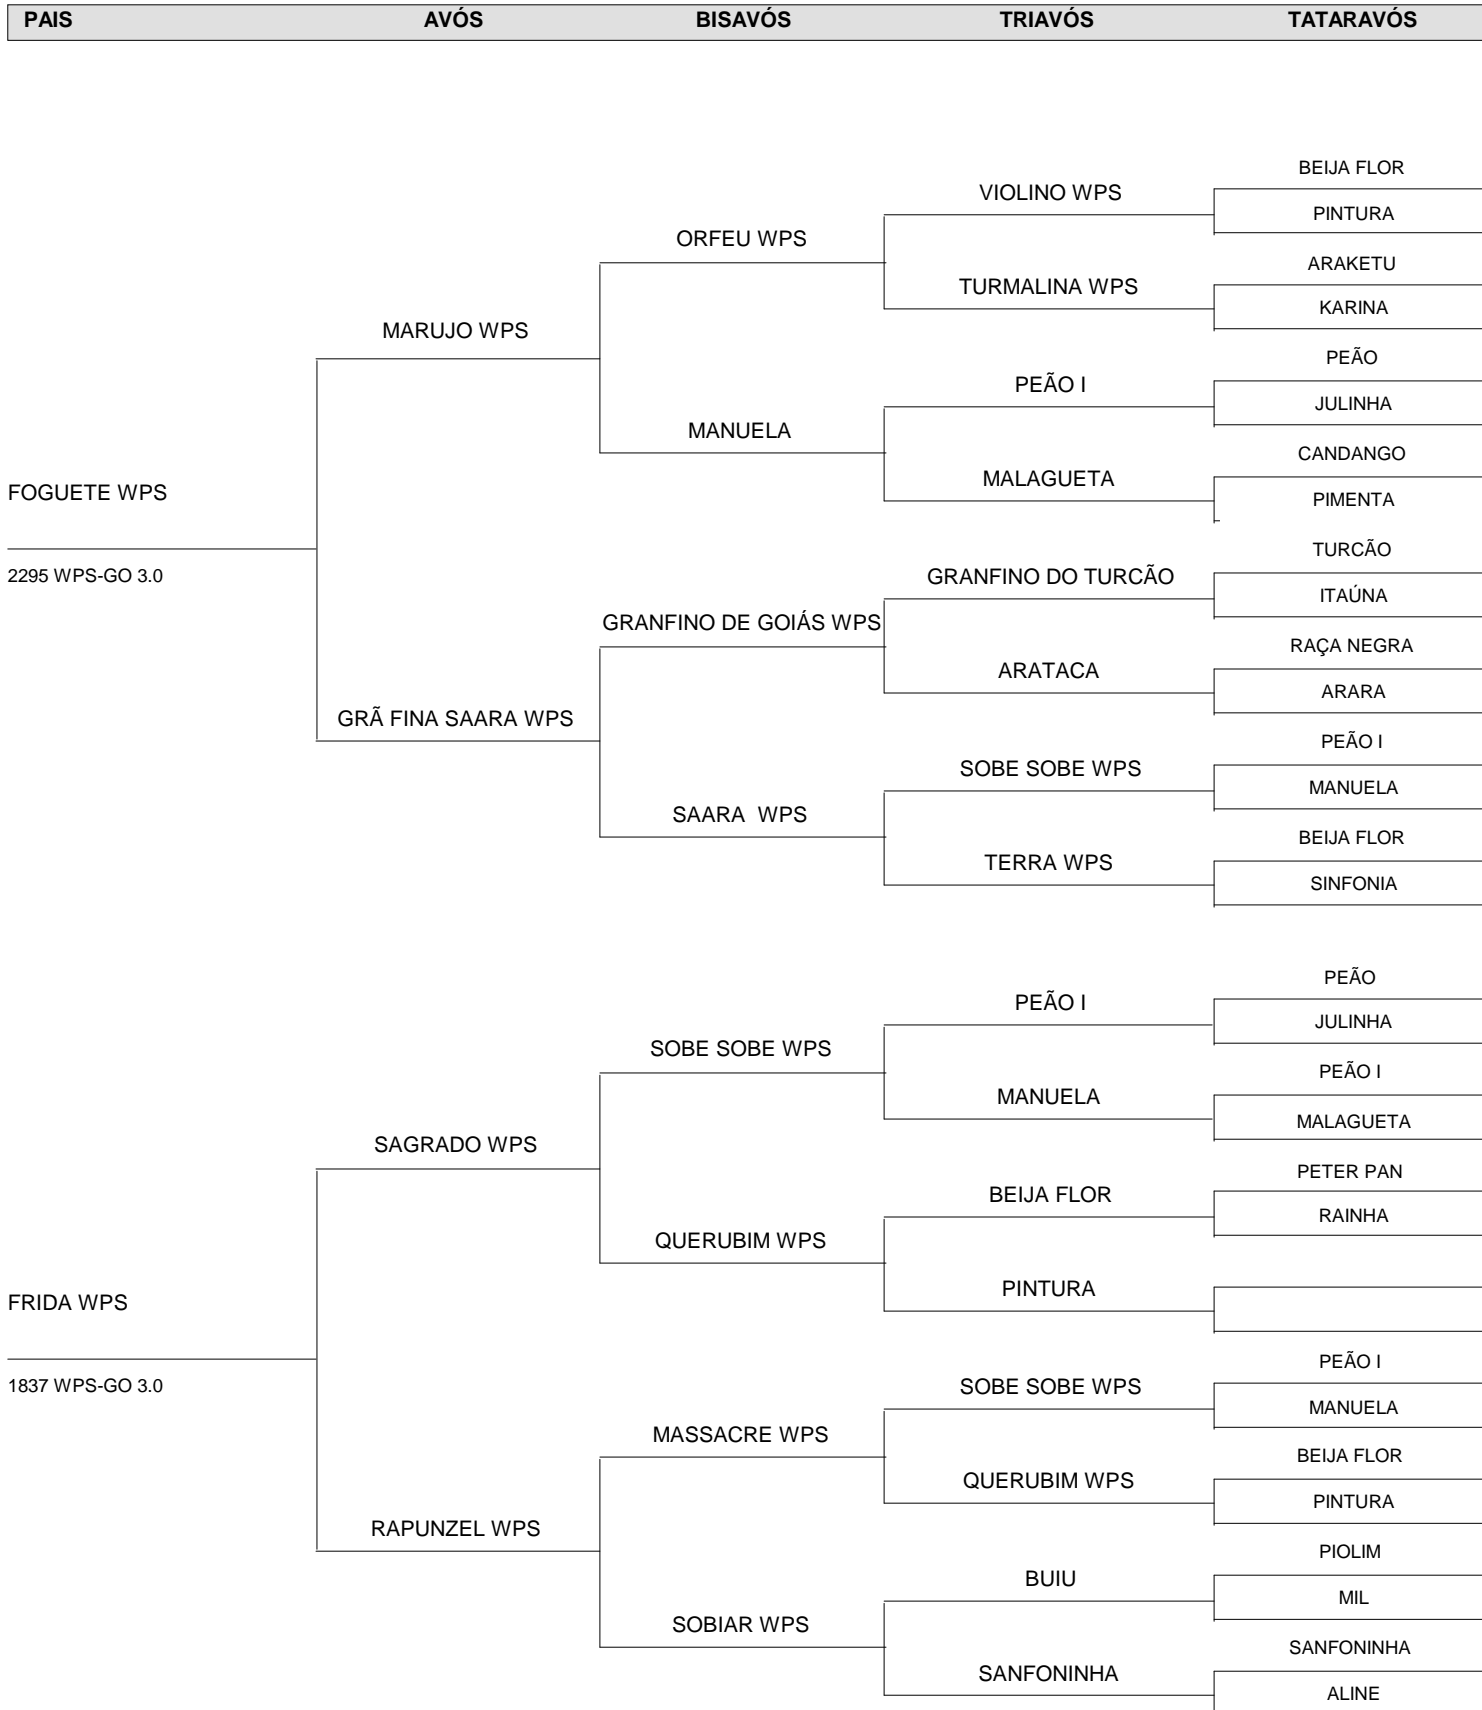 PAIS AVÓS BISAVÓS TRIAVÓS TATARAVÓS
BEIJA FLOR
VIOLINO WPS
PINTURA
ORFEU WPS
ARAKETU
TURMALINA WPS
KARINA
MARUJO WPS
PEÃO
PEÃO I
JULINHA
MANUELA
CANDANGO
MALAGUETA
PIMENTA
FOGUETE WPS
2295 WPS-GO 3.0
TURCÃO
GRANFINO DO TURCÃO
ITAÚNA
GRANFINO DE GOIÁS WPS
RAÇA NEGRA
ARATACA
ARARA
GRÃ FINA SAARA WPS
PEÃO I
SOBE SOBE WPS
MANUELA
SAARA WPS
BEIJA FLOR
TERRA WPS
SINFONIA
PEÃO
PEÃO I
JULINHA
SOBE SOBE WPS
PEÃO I
MANUELA
MALAGUETA
SAGRADO WPS
PETER PAN
BEIJA FLOR
RAINHA
QUERUBIM WPS
PINTURA
FRIDA WPS
1837 WPS-GO 3.0
PEÃO I
SOBE SOBE WPS
MANUELA
MASSACRE WPS
BEIJA FLOR
QUERUBIM WPS
PINTURA
RAPUNZEL WPS
PIOLIM
BUIU
MIL
SOBIAR WPS
SANFONINHA
SANFONINHA
ALINE